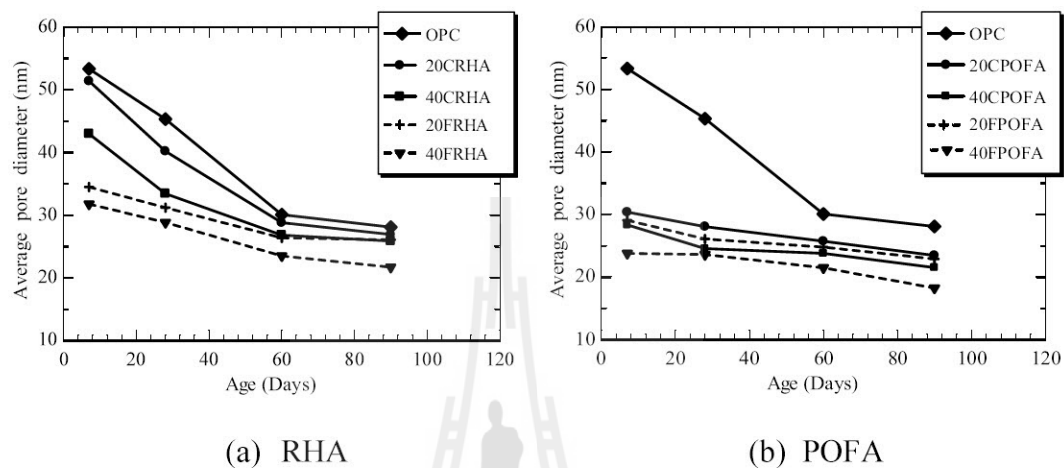 60
50
40
30
20
10
Average pore diameter (nm)
0 20 40 60 80 100 120
Age (Days)
OPC
20CRHA
40CRHA
20FRHA
40FRHA
(a) RHA
60
50
40
30
20
10
Average pore diameter (nm)
0 20 40 60 80 100 120
Age (Days)
OPC
20CPOFA
40CPOFA
20FPOFA
40FPOFA
(b) POFA